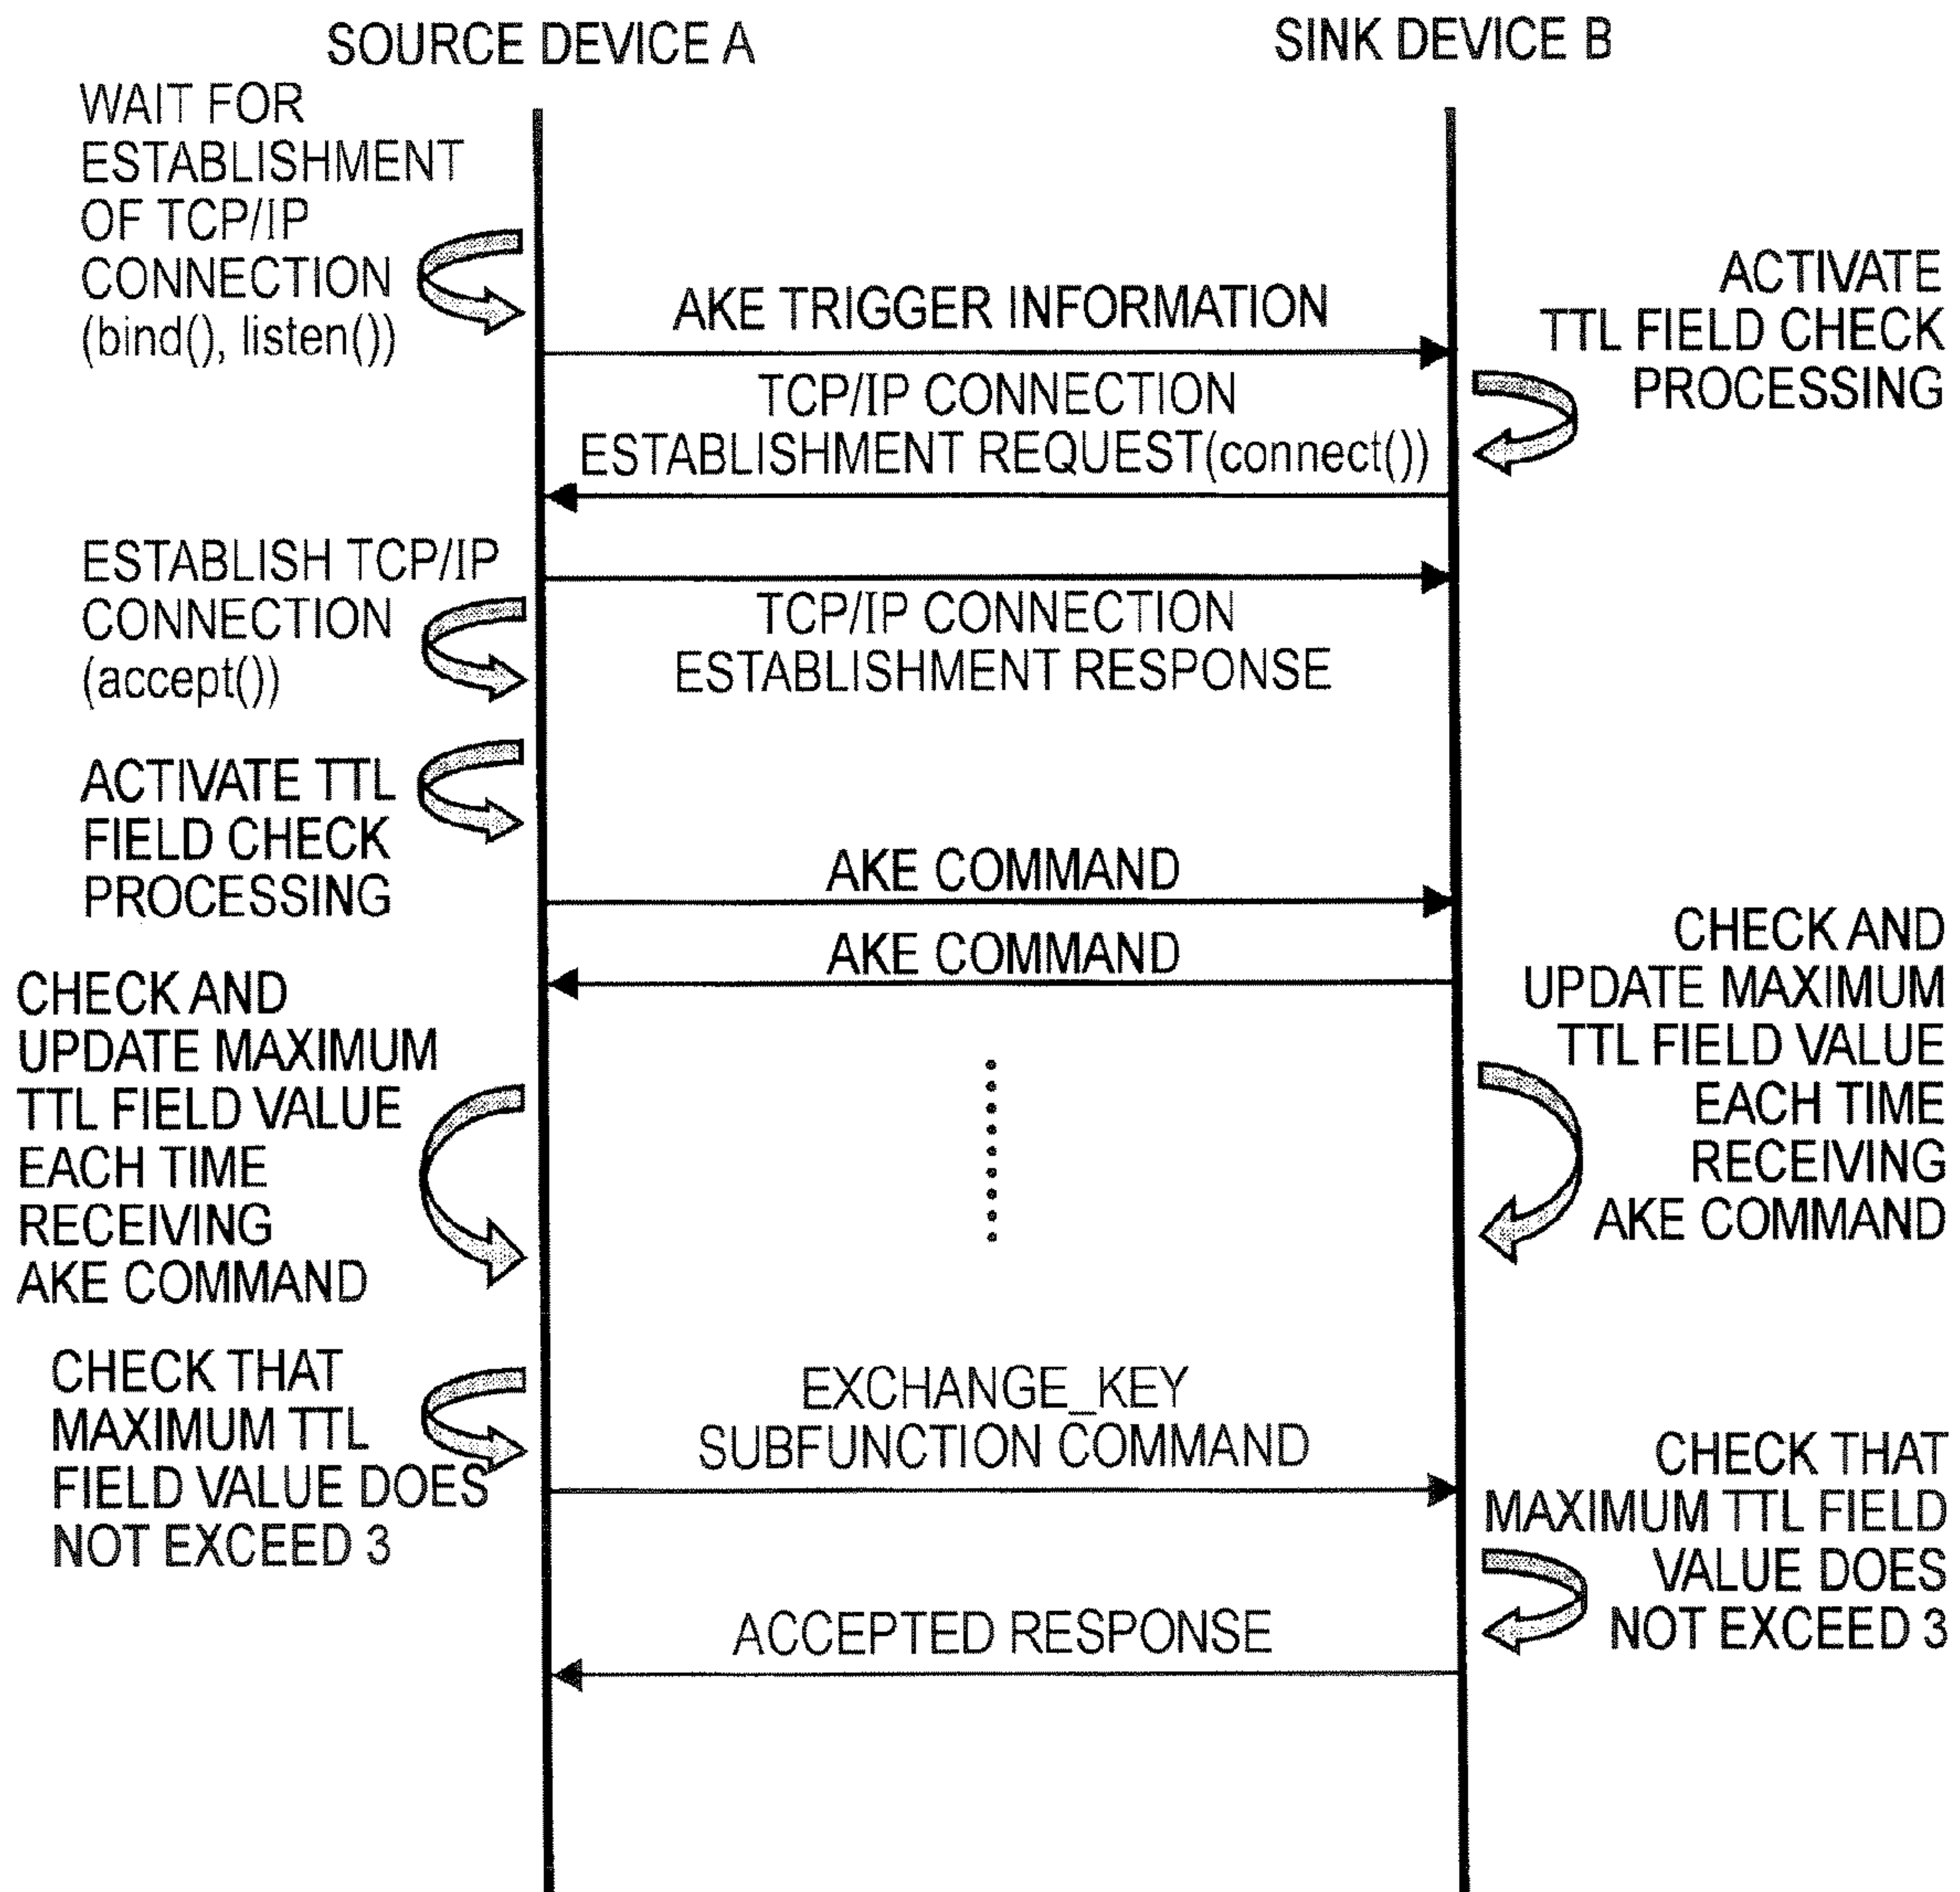 SOURCE DEVICE A
SINK DEVICE B
WAIT FOR
ESTABLISHMENT
OF TCP/IP
CONNECTION
(bind(), listen())
AKE TRIGGER INFORMATION
ACTIVATE
TTL FIELD CHECK
PROCESSING
TCP/IP CONNECTION
ESTABLISHMENT REQUEST(connect())
ESTABLISH TCP/IP
CONNECTION
(accept())
TCP/IP CONNECTION
ESTABLISHMENT RESPONSE
ACTIVATE TTL
FIELD CHECK
PROCESSING
AKE COMMAND
AKE COMMAND
CHECK AND
UPDATE MAXIMUM
TTL FIELD VALUE
EACH TIME
RECEIVING
AKE COMMAND
CHECK AND
UPDATE MAXIMUM
TTL FIELD VALUE
EACH TIME
RECEIVING
AKE COMMAND
CHECK THAT
MAXIMUM TTL
FIELD VALUE DOES
NOT EXCEED 3
EXCHANGE_KEY
SUBFUNCTION COMMAND
CHECK THAT
MAXIMUM TTL FIELD
VALUE DOES
NOT EXCEED 3
ACCEPTED RESPONSE